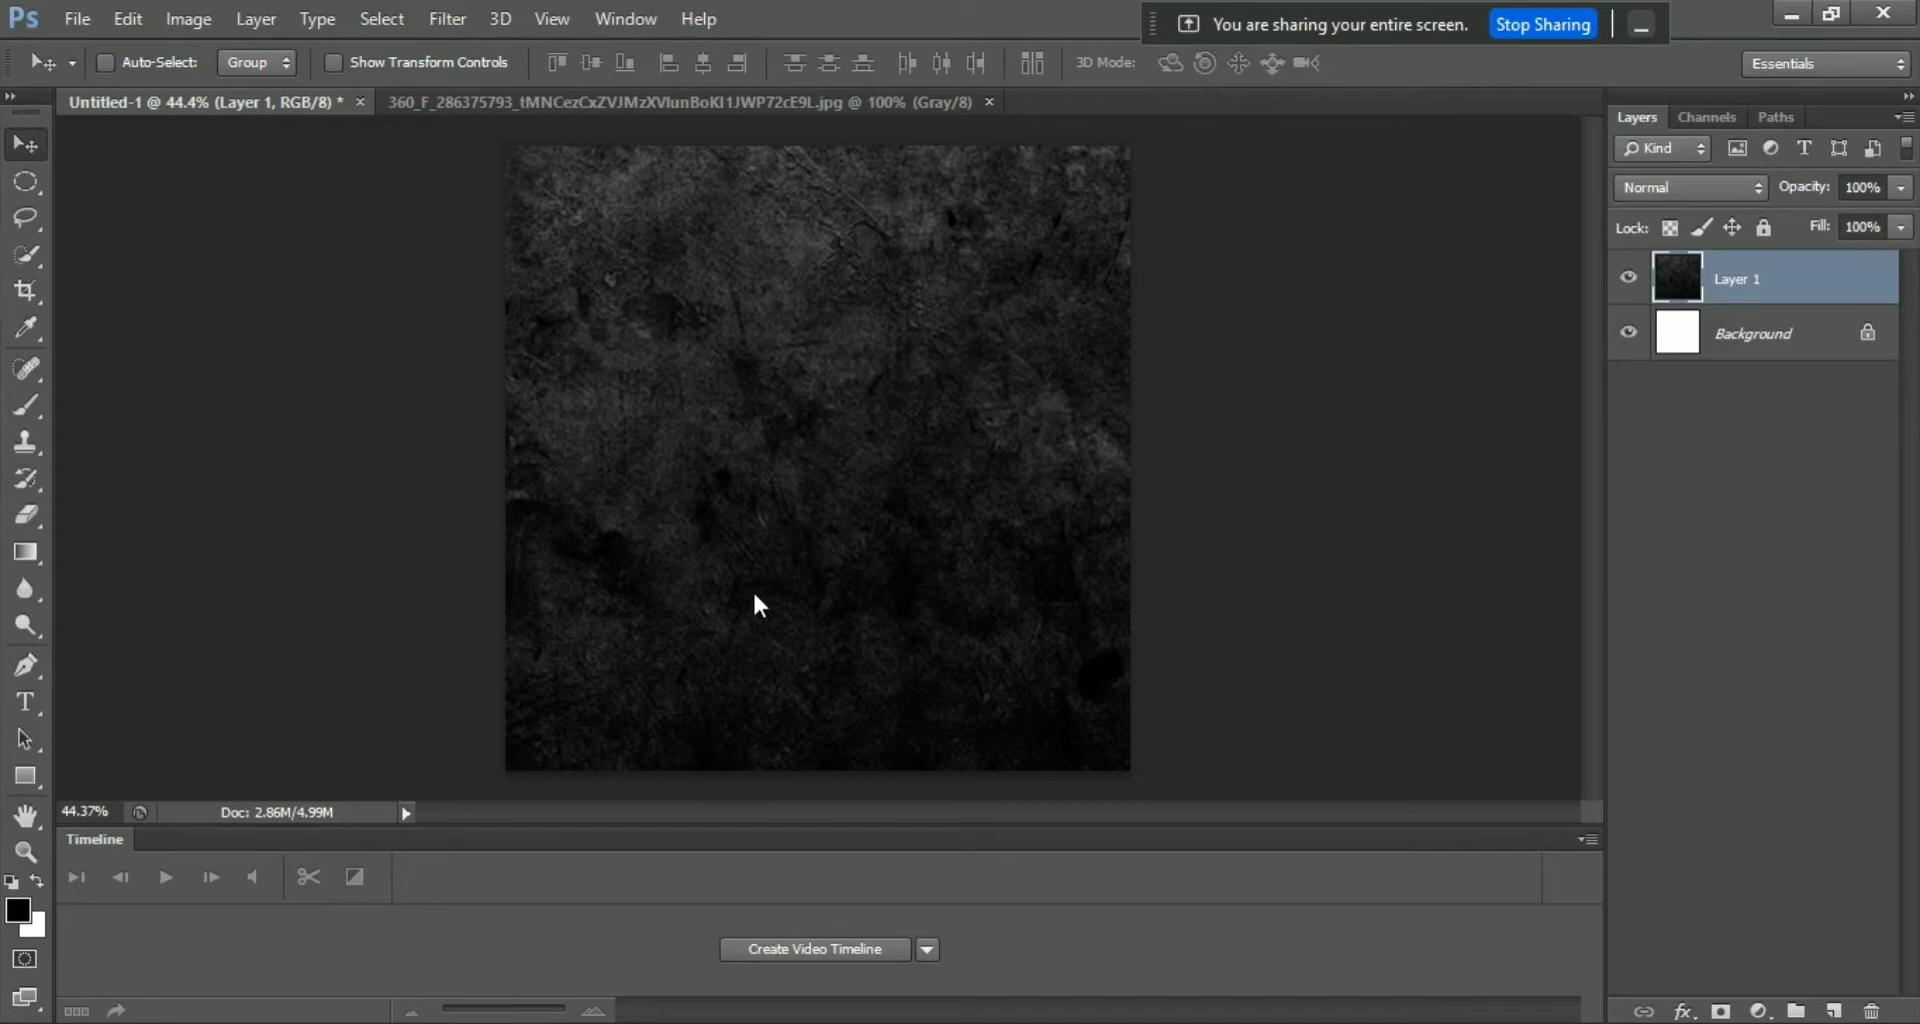 Ps File Edit Image Layer Type Select Filter 3D View Window Help
You are sharing your entire screen. Stop Sharing
Auto-Select: Group Show Transform Controls 3D Mode: Essentials
Untitled-1 @ 44.4% (Layer 1, RGB/8) *
360_F_286375793_tMNCezCxZVJMzXVlunBoKI1JWP72cE9L.jpg @ 100% (Gray/8)
Layers Channels Paths
Kind
Normal Opacity: 100%
Lock: Fill: 100%
Layer 1
Background
44.37% Doc: 2.86M/4.99M
Timeline
Create Video Timeline
fx